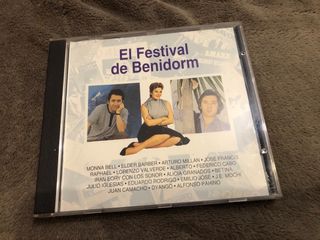 El Festival
de Benidorm
MONNA BELL • ELDER BARBER • ARTURO MILLAN • JOSE FRANCIS
RAPHAEL • LORENZO VALVERDE • ALBERTO • FEDERICO CABO
IRAN EORY CON LOS SONOR • ALICIA GRANADOS • BETINA
JULIO IGLESIAS • EDUARDO RODRIGO • EMILIO JOSE • J.E. MOCHI
JUAN CAMACHO • DYANGO • ALFONSO PAHINO